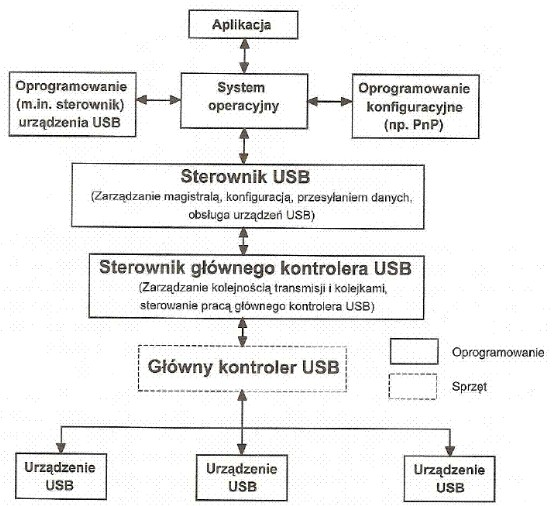 Aplikacja
Oprogramowanie
(m.in. sterownik)
urządzenia USB
System
operacyjny
Oprogramowanie
konfiguracyjne
(np. PnP)
Sterownik USB
(Zarządzanie magistralą, konfiguracją, przesyłaniem danych,
obsługa urządzeń USB)
Sterownik głównego kontrolera USB
(Zarządzanie kolejnością transmisji i kolejkami,
sterowanie pracą głównego kontrolera USB)
Główny kontroler USB
Oprogramowanie
Sprzęt
Urządzenie
USB
Urządzenie
USB
Urządzenie
USB